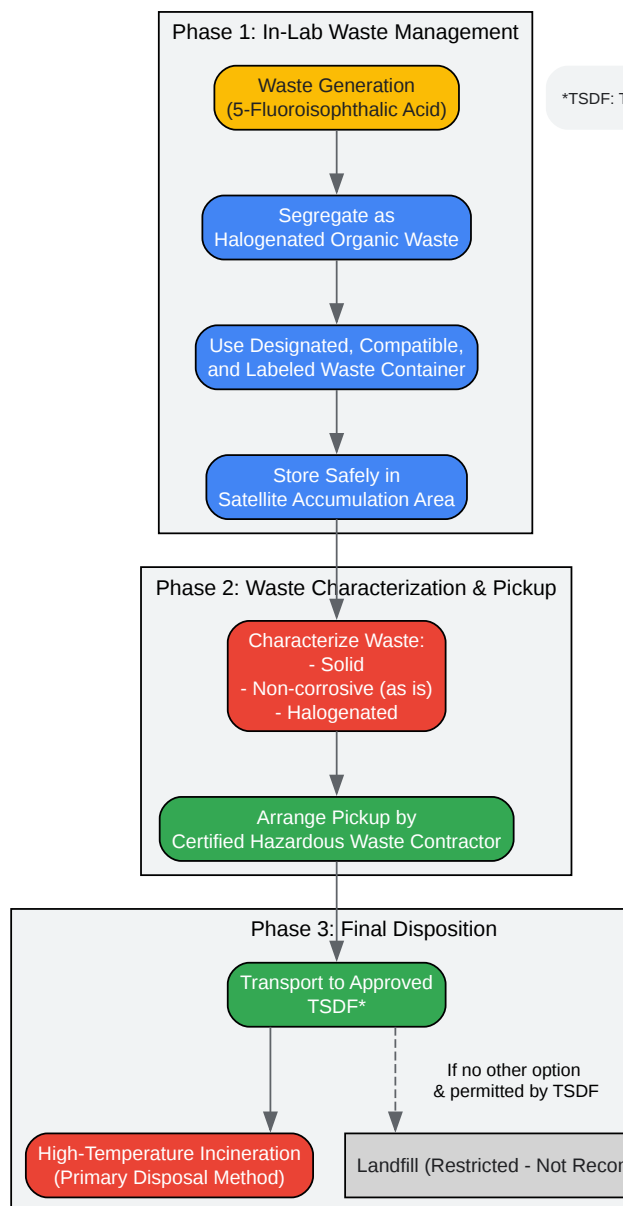 Phase 1: In-Lab Waste Management
Waste Generation
(5-Fluoroisophthalic Acid)
*TSDF: T
Segregate as
Halogenated Organic Waste
Use Designated, Compatible,
and Labeled Waste Container
Store Safely in
Satellite Accumulation Area
Phase 2: Waste Characterization & Pickup
Characterize Waste:
- Solid
- Non-corrosive (as is)
- Halogenated
Arrange Pickup by
Certified Hazardous Waste Contractor
Phase 3: Final Disposition
Transport to Approved
TSDF*
If no other option
& permitted by TSDF
High-Temperature Incineration
(Primary Disposal Method)
Landfill (Restricted - Not Recor